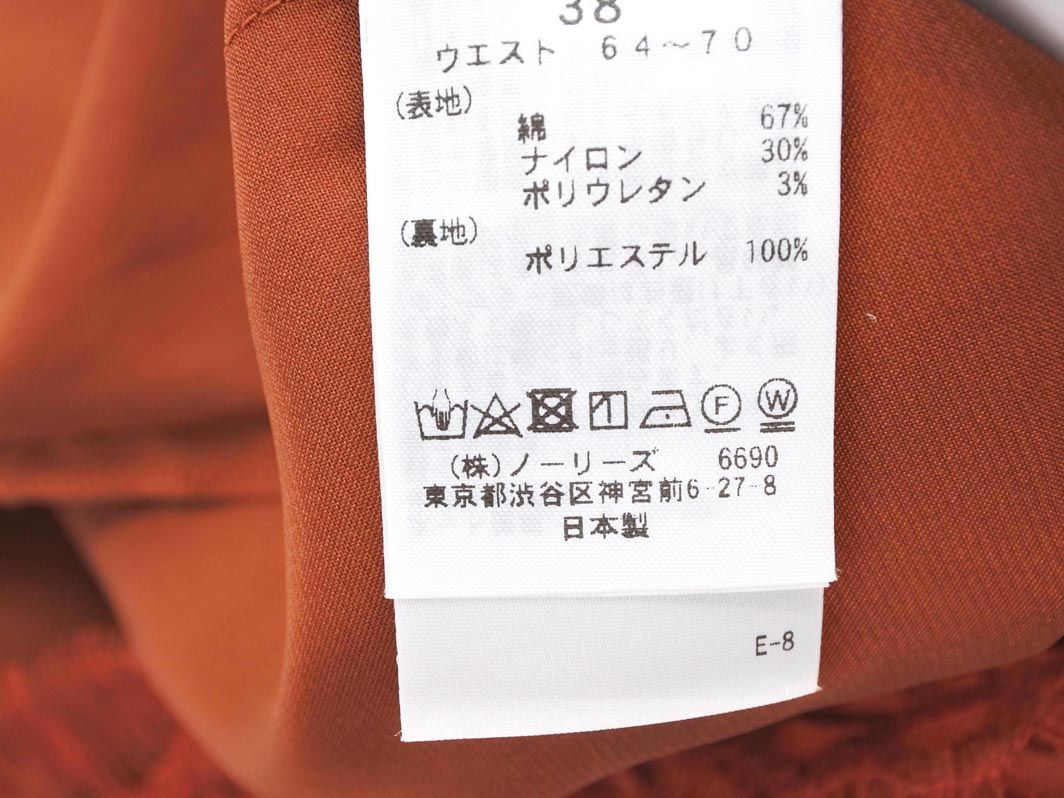 38
ウエスト 64～70
(表地)
綿 67%
ナイロン 30%
ポリウレタン 3%
(裏地)
ポリエステル 100%
F W
(株)ノーリーズ 6690
東京都渋谷区神宮前6-27-8
日本製
E-8